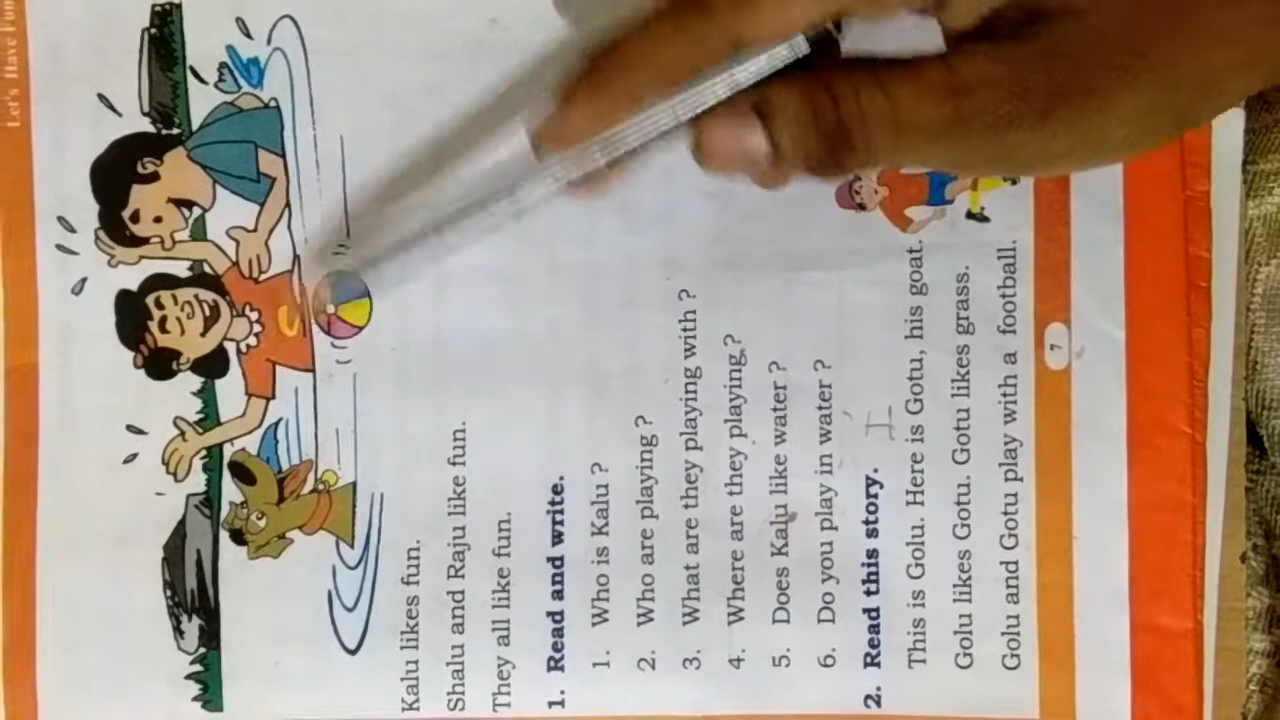 Let's Have Fun
Kalu likes fun.
Shalu and Raju like fun.
They all like fun.
1. Read and write.
1. Who is Kalu ?
2. Who are playing ?
3. What are they playing with ?
4. Where are they playing ?
5. Does Kalu like water ?
6. Do you play in water ?
2. Read this story.
This is Golu. Here is Gotu, his goat.
Golu likes Gotu. Gotu likes grass.
Golu and Gotu play with a football.
7